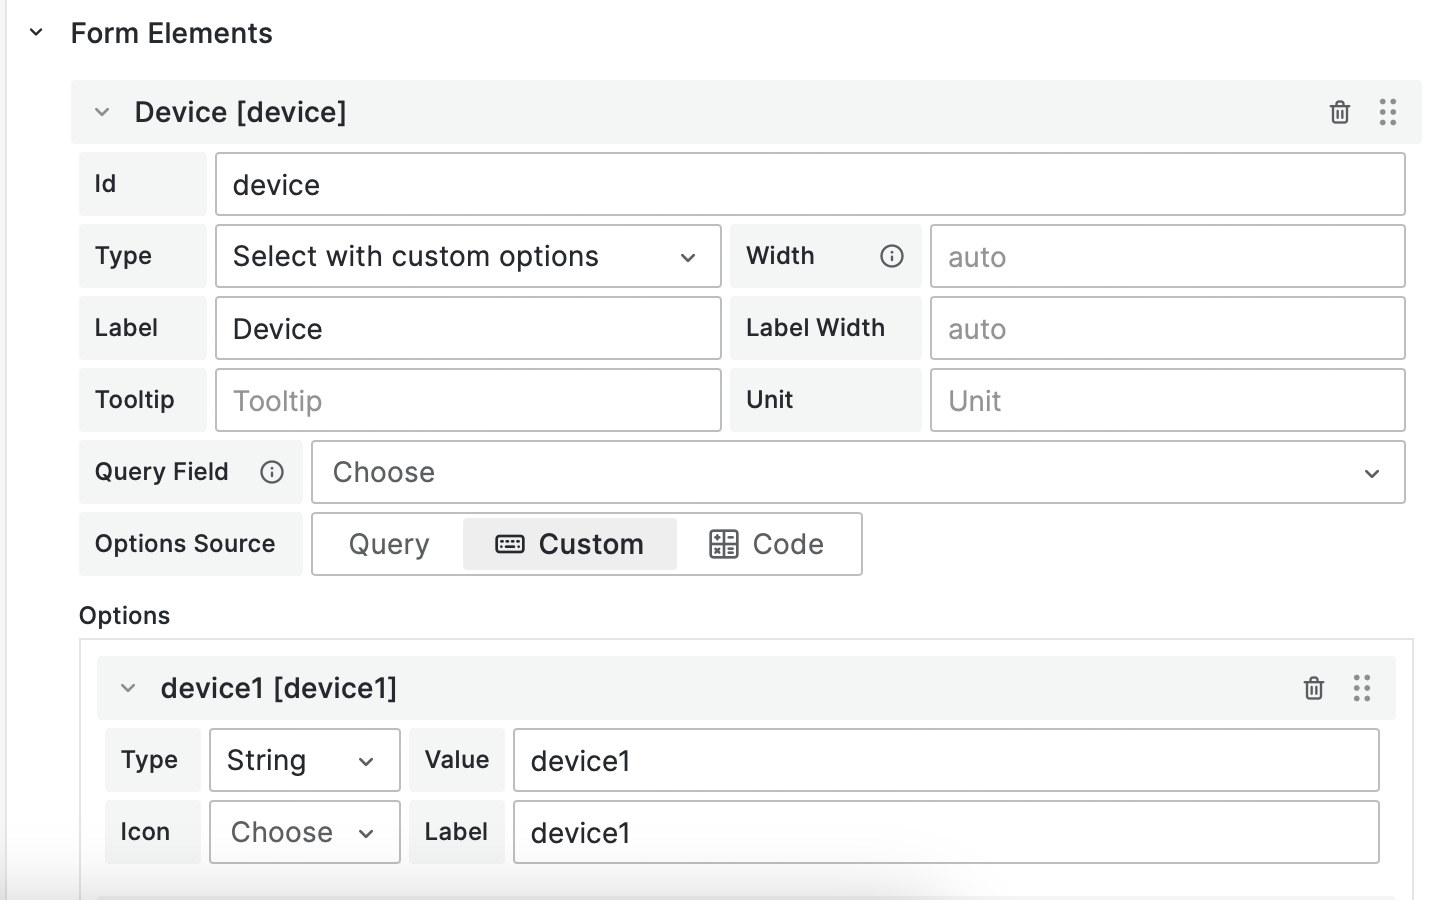 Form Elements
Device [device]
Id device
Type Select with custom options Width auto
Label Device Label Width auto
Tooltip Tooltip Unit Unit
Query Field Choose
Options Source Query Custom Code
Options
device1 [device1]
Type String Value device1
Icon Choose Label device1